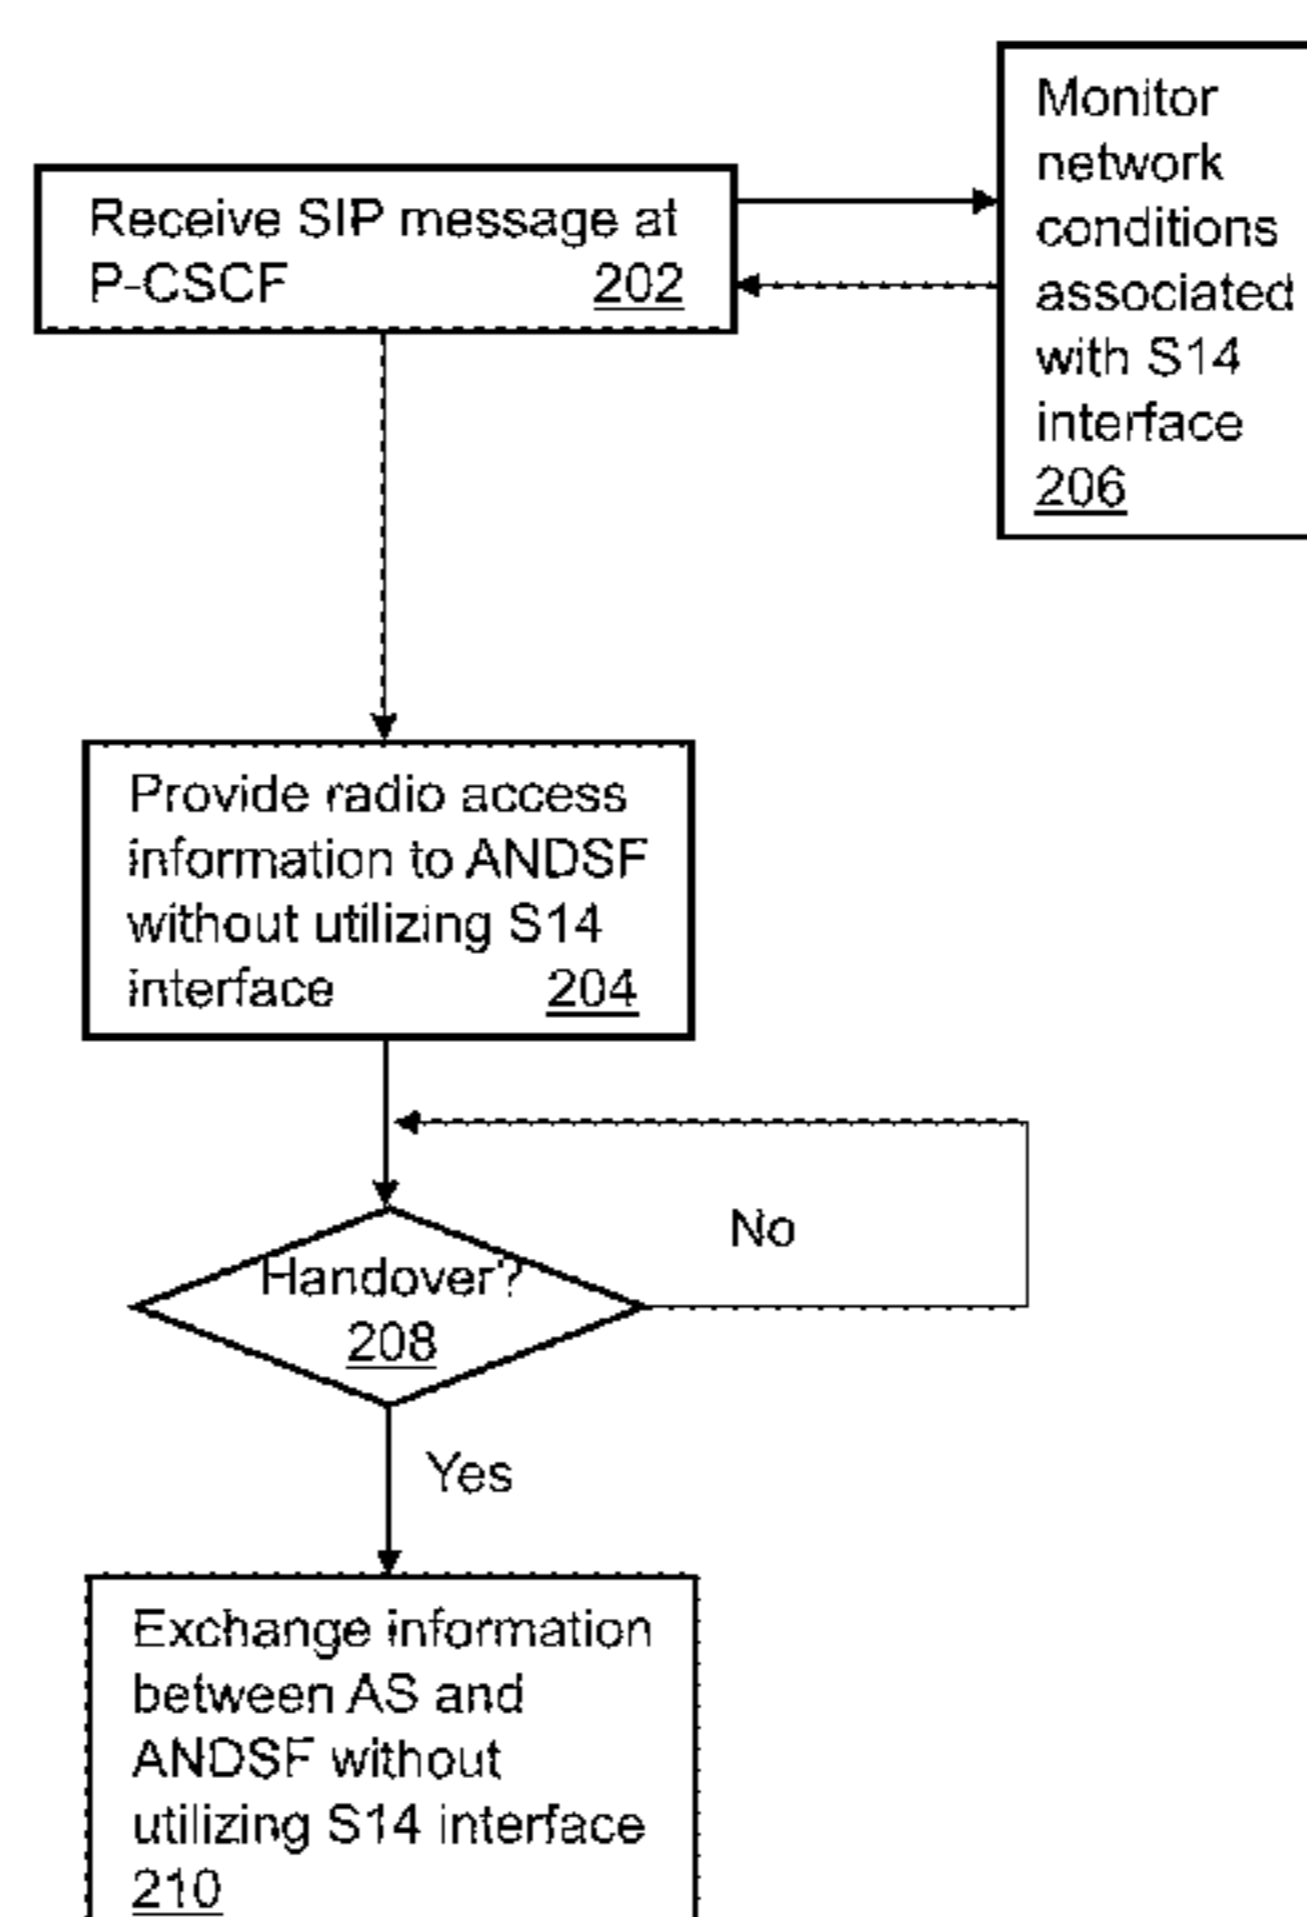 Receive SIP message at
P-CSCF 202
Monitor
network
conditions
associated
with S14
interface
206
Provide radio access
information to ANDSF
without utilizing S14
interface 204
No
Handover?
208
Yes
Exchange information
between AS and
ANDSF without
utilizing S14 interface
210